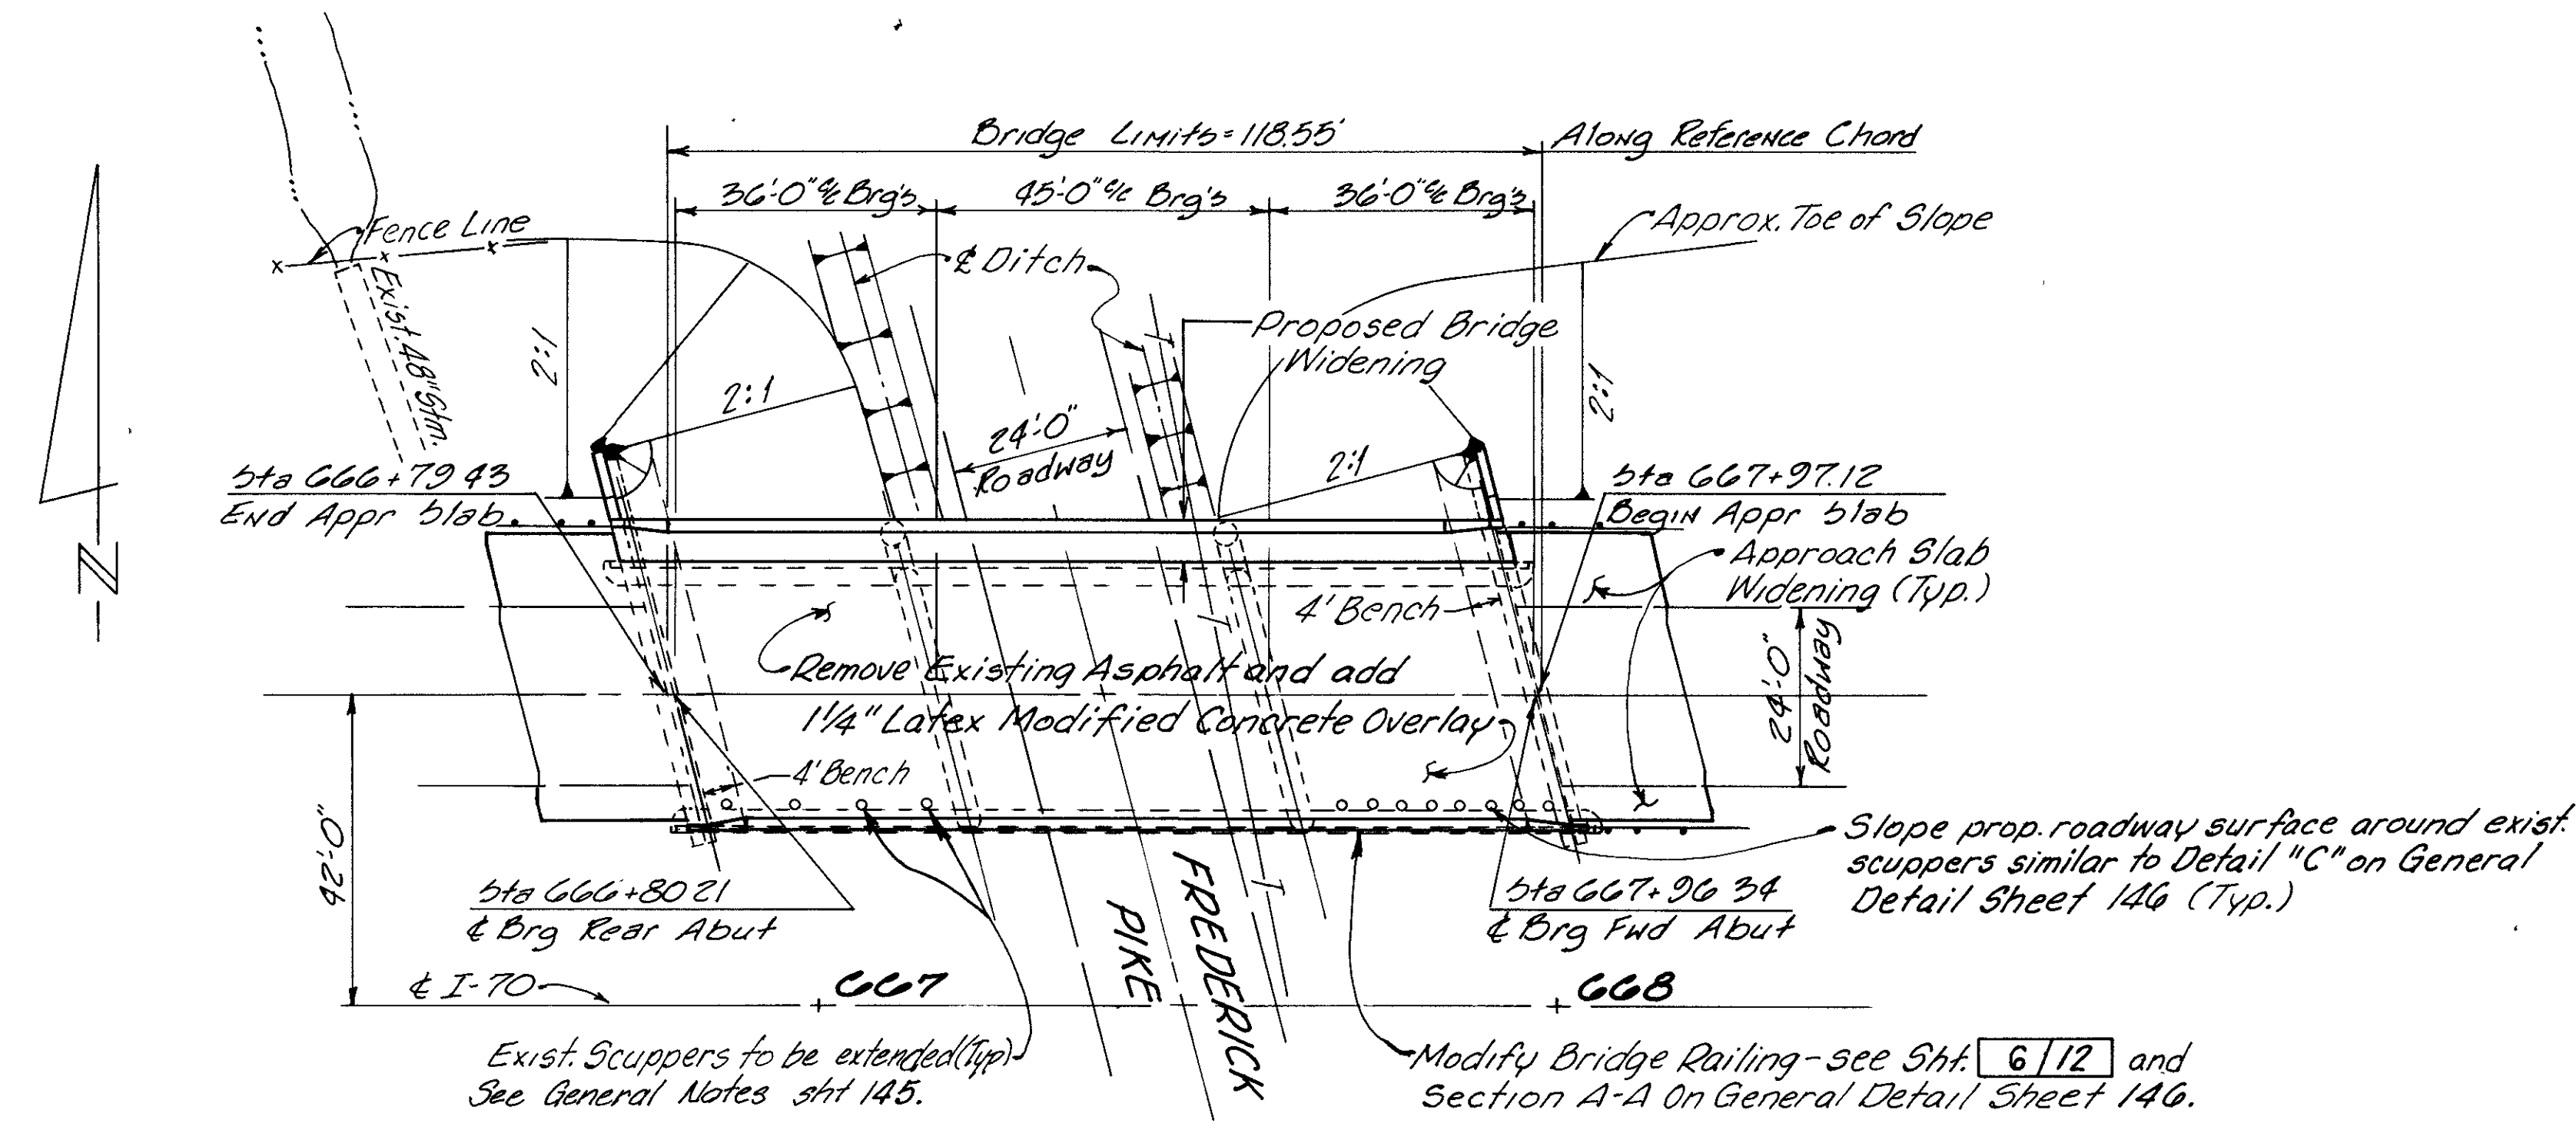 Bridge Limits = 118.55'
Along Reference Chord
36'-0" c/c Brg's
45'-0" c/c Brg's
36'-0" c/c Brg's
Approx. Toe of Slope
Fence Line
℄ Ditch
Exist. 48" Stm.
2:1
2:1
Proposed Bridge
Widening
24'-0"
Roadway
2:1
2:1
Sta 666+79 43
End Appr Slab
Sta 667+97.12
Begin Appr Slab
Approach Slab
Widening (Typ.)
N
4' Bench
Remove Existing Asphalt and add
1 1/4" Latex Modified Concrete Overlay
24'-0"
Roadway
4' Bench
42'-0"
Slope prop. roadway surface around exist.
scuppers similar to Detail "C" on General
Detail Sheet 146 (Typ.)
Sta 666+80 21
℄ Brg Rear Abut
FREDERICK
PIKE
Sta 667+96 34
℄ Brg Fwd Abut
℄ I-70
667
668
Exist. Scuppers to be extended (Typ)
See General Notes sht 145.
Modify Bridge Railing - see Sht. 6/12 and
Section A-A On General Detail Sheet 146.